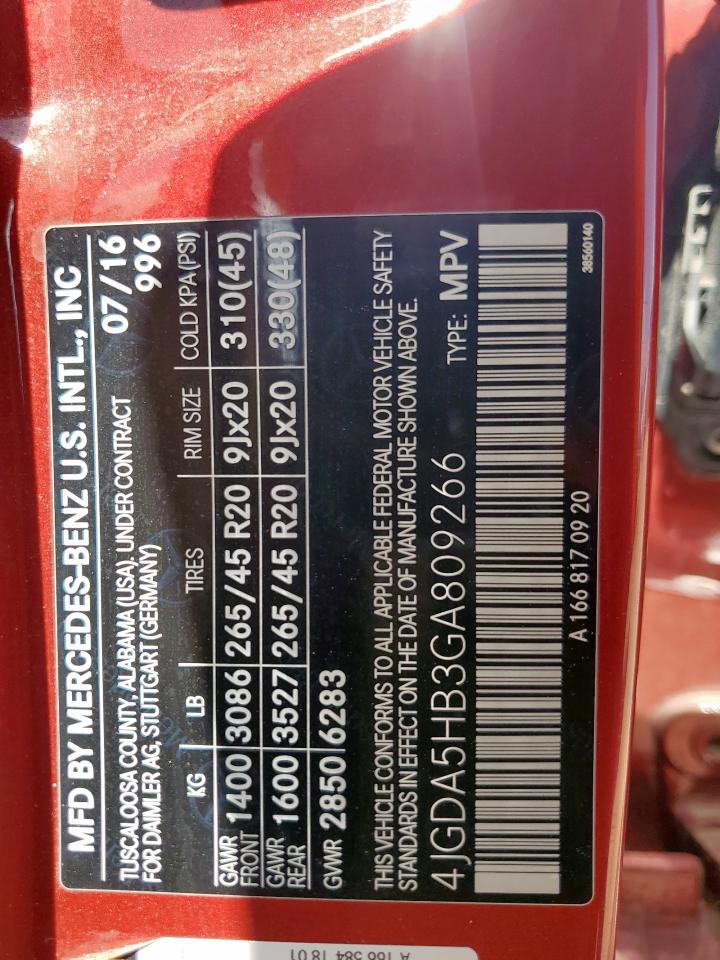 MFD BY MERCEDES-BENZ U.S. INTL., INC
TUSCALOOSA COUNTY, ALABAMA (USA), UNDER CONTRACT 07/16
FOR DAIMLER AG, STUTTGART (GERMANY) 996
KG LB TIRES RIM SIZE COLD KPA(PSI)
GAWR FRONT 1400 3086 265/45 R20 9Jx20 310(45)
GAWR REAR 1600 3527 265/45 R20 9Jx20 330(48)
GVWR 2850 6283
THIS VEHICLE CONFORMS TO ALL APPLICABLE FEDERAL MOTOR VEHICLE SAFETY
STANDARDS IN EFFECT ON THE DATE OF MANUFACTURE SHOWN ABOVE.
4JGDA5HB3GA809266 TYPE: MPV
A 166 817 09 20 38560140
A 166 584 18 01